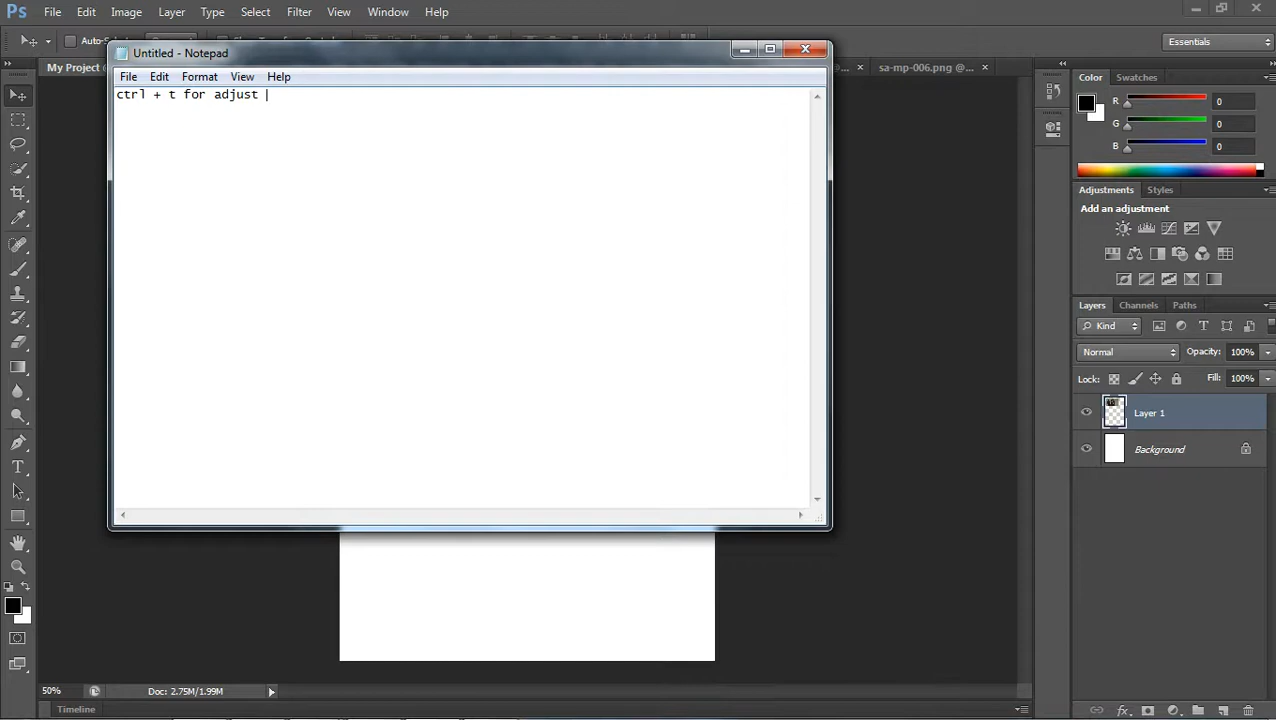 Ps File Edit Image Layer Type Select Filter View Window Help
Essentials
My Project @
sa-mp-006.png @...
Untitled - Notepad
File Edit Format View Help
ctrl + t for adjust
Color Swatches
R 0
G 0
B 0
Adjustments Styles
Add an adjustment
Layers Channels Paths
Kind
Normal Opacity: 100%
Lock: Fill: 100%
Layer 1
Background
50% Doc: 2.75M/1.99M
Timeline